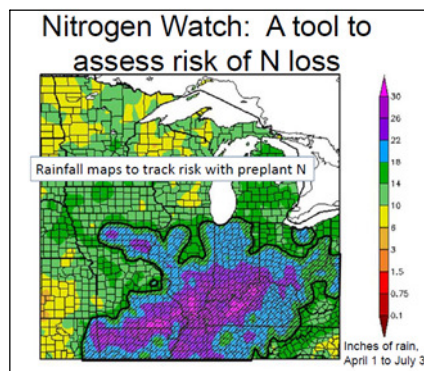 Nitrogen Watch: A tool to
assess risk of N loss
Rainfall maps to track risk with preplant N
30
26
22
18
14
10
6
3
1.5
0.75
0.1
Inches of rain,
April 1 to July 3